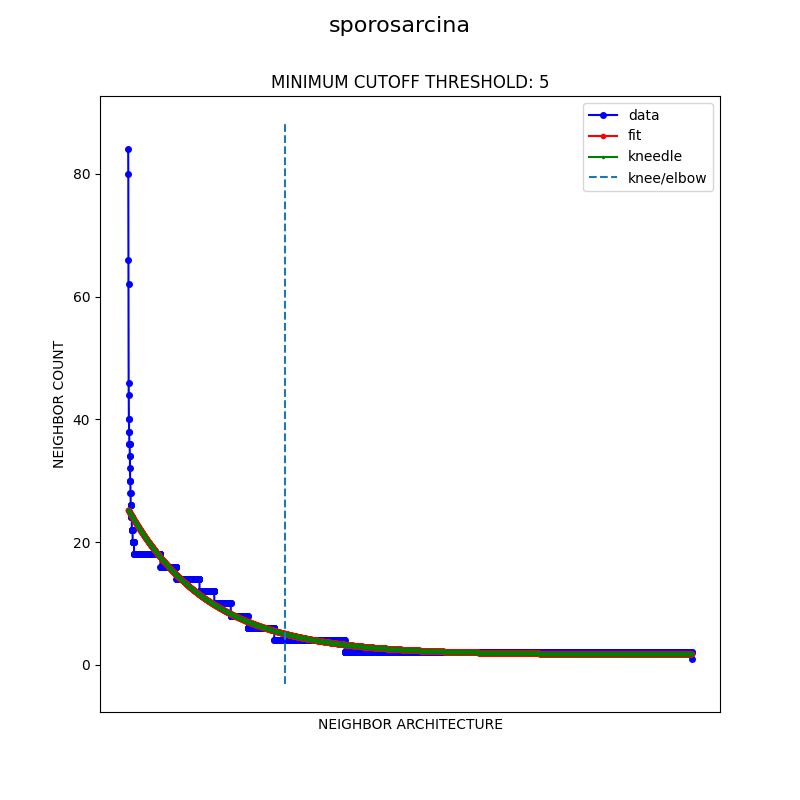 sporosarcina
MINIMUM CUTOFF THRESHOLD: 5
data
fit
kneedle
knee/elbow
NEIGHBOR COUNT
80
60
40
20
0
NEIGHBOR ARCHITECTURE